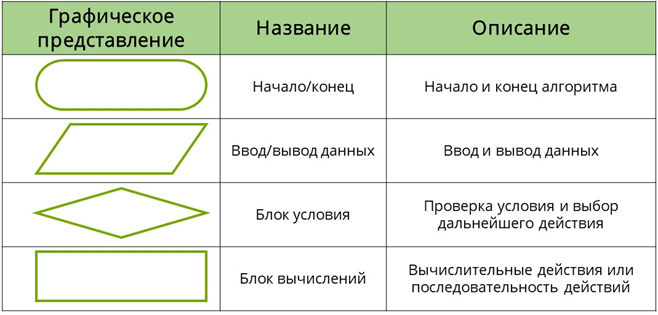 Графическое
представление
Название
Описание
Начало/конец
Начало и конец алгоритма
Ввод/вывод данных
Ввод и вывод данных
Блок условия
Проверка условия и выбор
дальнейшего действия
Блок вычислений
Вычислительные действия или
последовательность действий